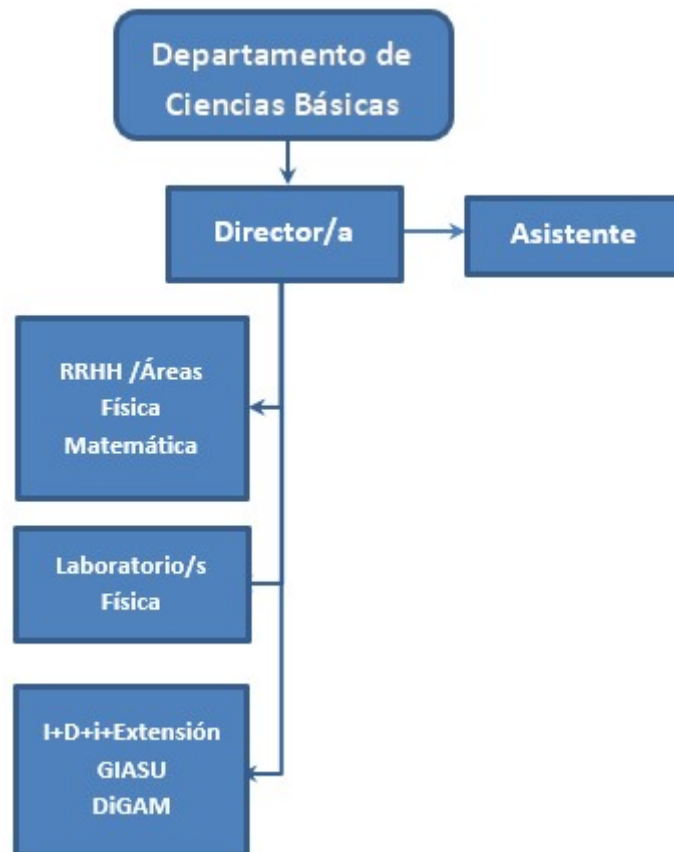 Departamento de
Ciencias Básicas
Director/a
Asistente
RRHH /Áreas
Física
Matemática
Laboratorio/s
Física
I+D+i+Extensión
GIASU
DiGAM